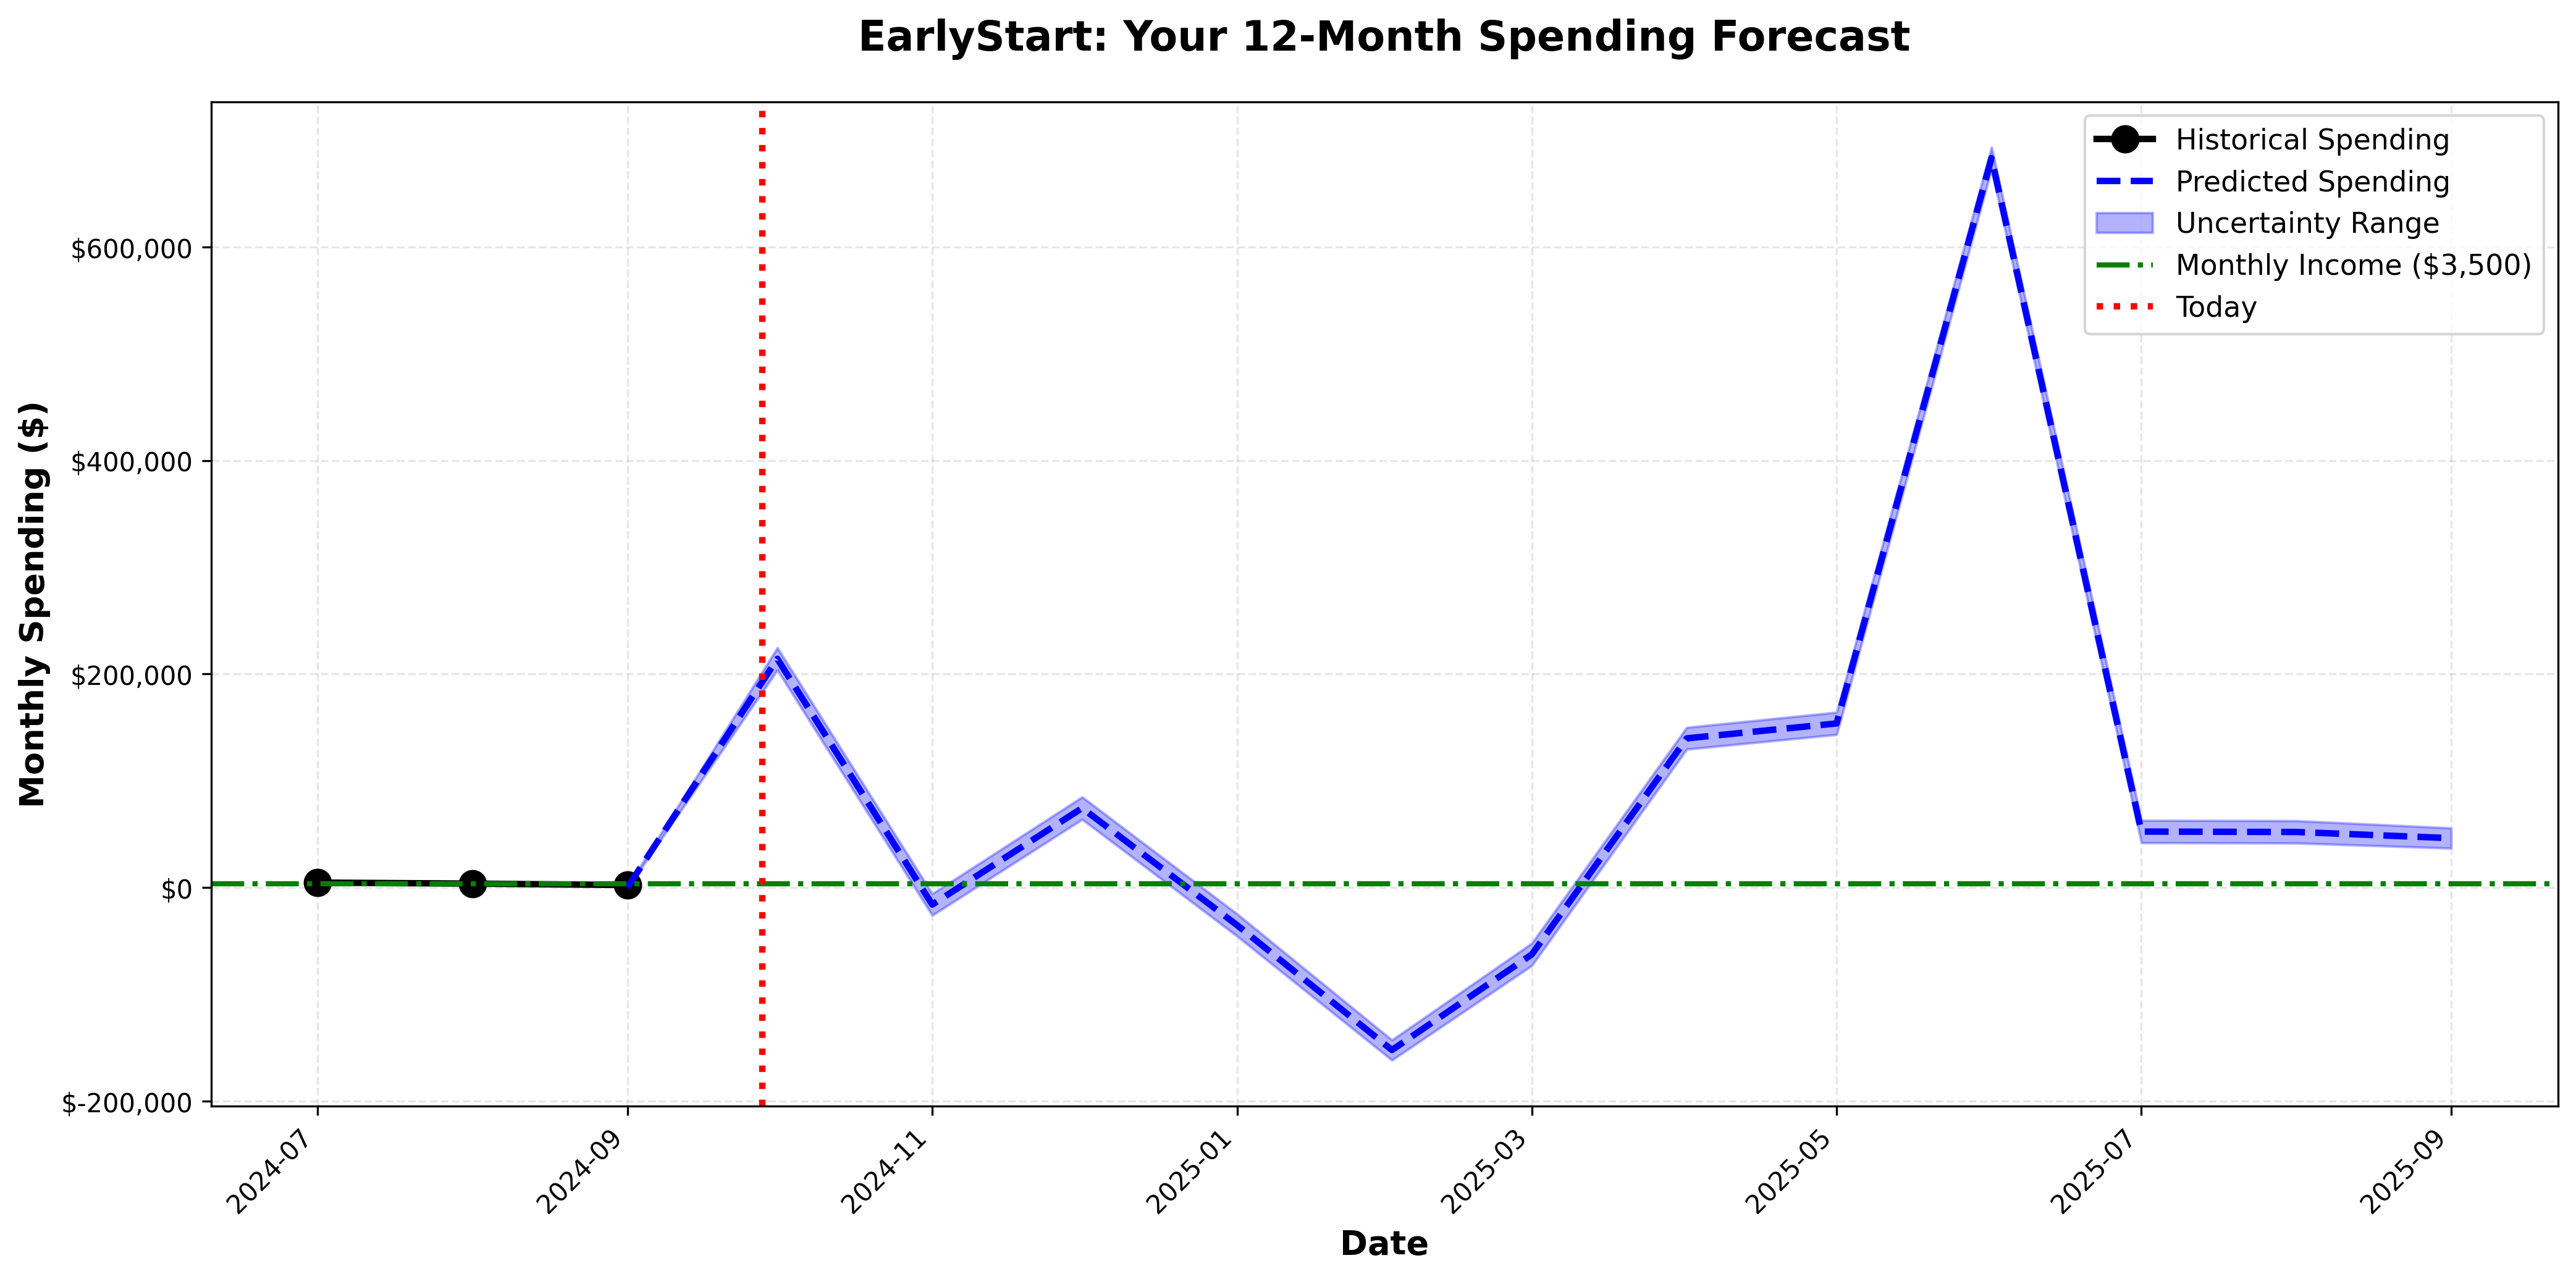 EarlyStart: Your 12-Month Spending Forecast
Historical Spending
Predicted Spending
Uncertainty Range
Monthly Income ($3,500)
Today
Monthly Spending ($)
$600,000
$400,000
$200,000
$0
$-200,000
2024-07
2024-09
2024-11
2025-01
2025-03
2025-05
2025-07
2025-09
Date